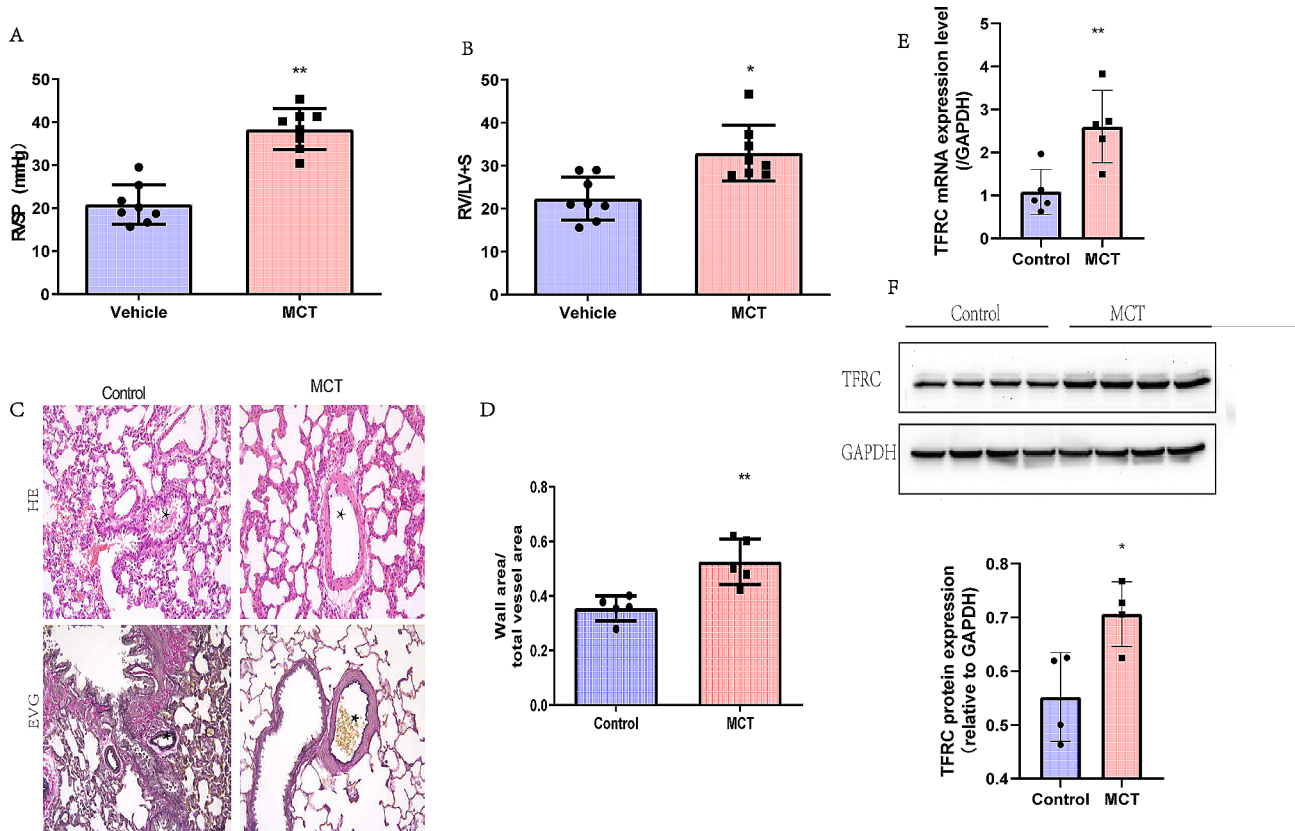 A
**
50
40
30
20
10
0
RVSP (mmHg)
Vehicle
MCT
B
*
50
40
30
20
10
0
RV/LV+S
Vehicle
MCT
E
**
5
4
3
2
1
0
TFRC mRNA expression level
(/GAPDH)
Control
MCT
C
Control
MCT
HE
EVG
D
**
0.8
0.6
0.4
0.2
0.0
Wall area/
total vessel area
Control
MCT
F
Control
MCT
TFRC
GAPDH
*
0.8
0.7
0.6
0.5
0.4
TFRC protein expression
(relative to GAPDH)
Control
MCT